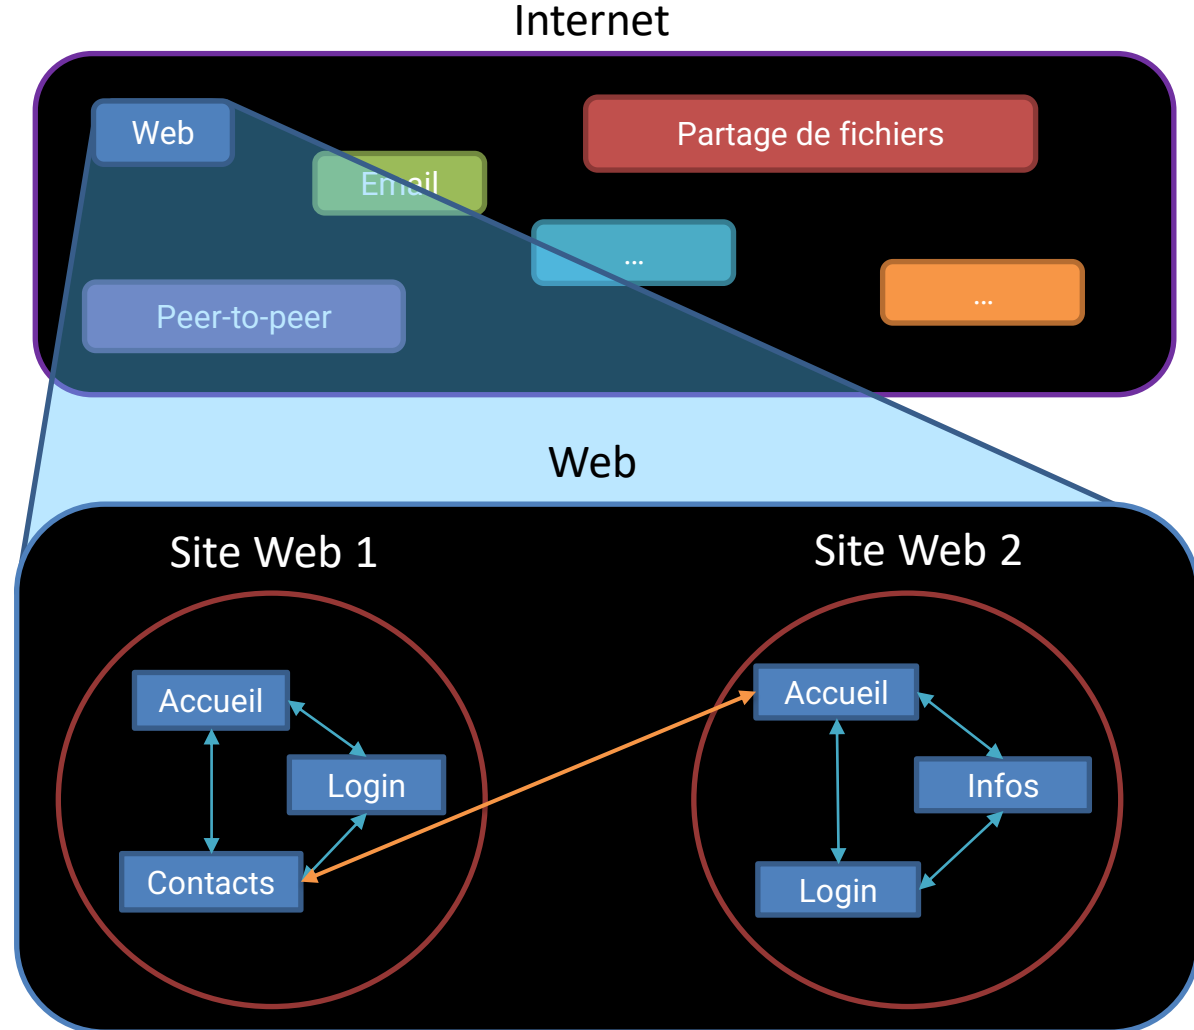 Internet
Web
Partage de fichiers
Email
...
...
Peer-to-peer
Web
Site Web 1
Site Web 2
Accueil
Login
Contacts
Accueil
Infos
Login